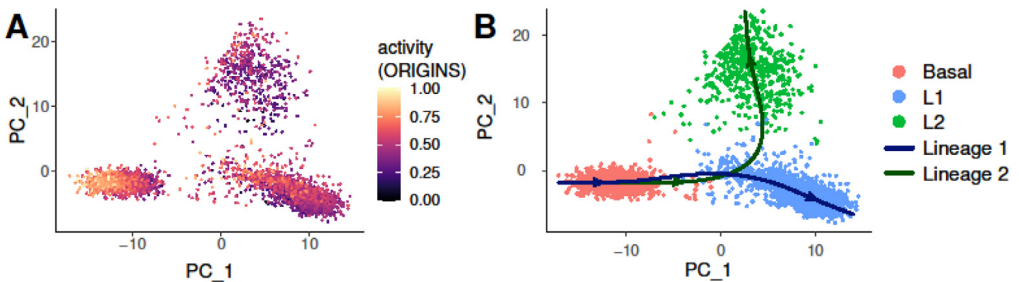 A
20
10
0
PC_2
−10
0
10
PC_1
activity
(ORIGINS)
1.00
0.75
0.50
0.25
0.00
B
20
10
0
PC_2
−10
0
10
PC_1
Basal
L1
L2
Lineage 1
Lineage 2